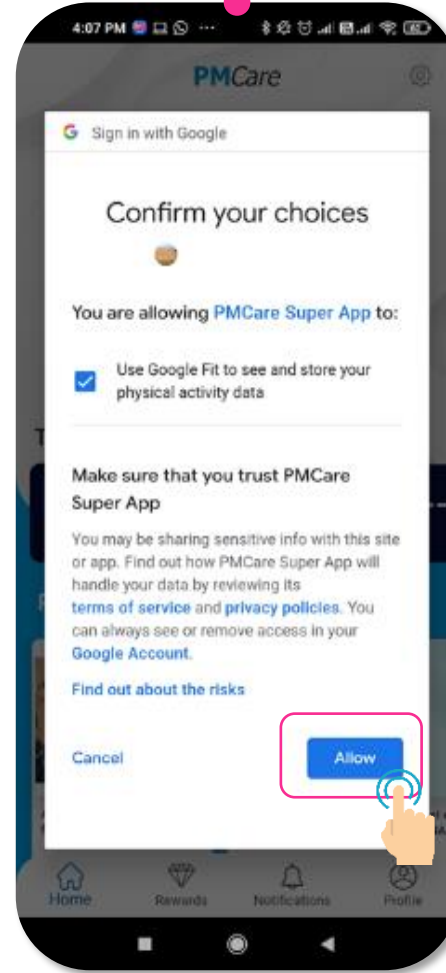 4:07 PM
PMCare
Sign in with Google
Confirm your choices
You are allowing PMCare Super App to:
Use Google Fit to see and store your
physical activity data
Make sure that you trust PMCare
Super App
You may be sharing sensitive info with this site
or app. Find out how PMCare Super App will
handle your data by reviewing its
terms of service and privacy policies. You
can always see or remove access in your
Google Account.
Find out about the risks
Cancel
Allow
Home
Rewards
Notifications
Profile